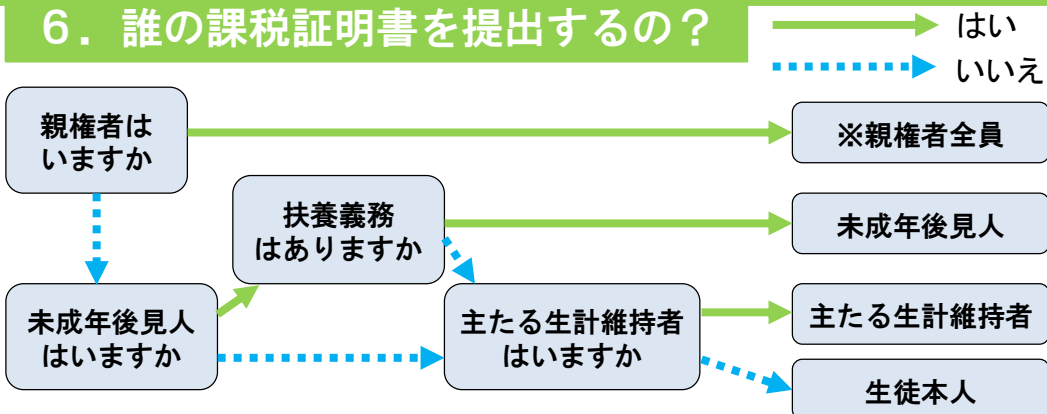 ６．誰の課税証明書を提出するの？
はい
いいえ
親権者は
いますか
※親権者全員
扶養義務
はありますか
未成年後見人
未成年後見人
はいますか
主たる生計維持者
はいますか
主たる生計維持者
生徒本人